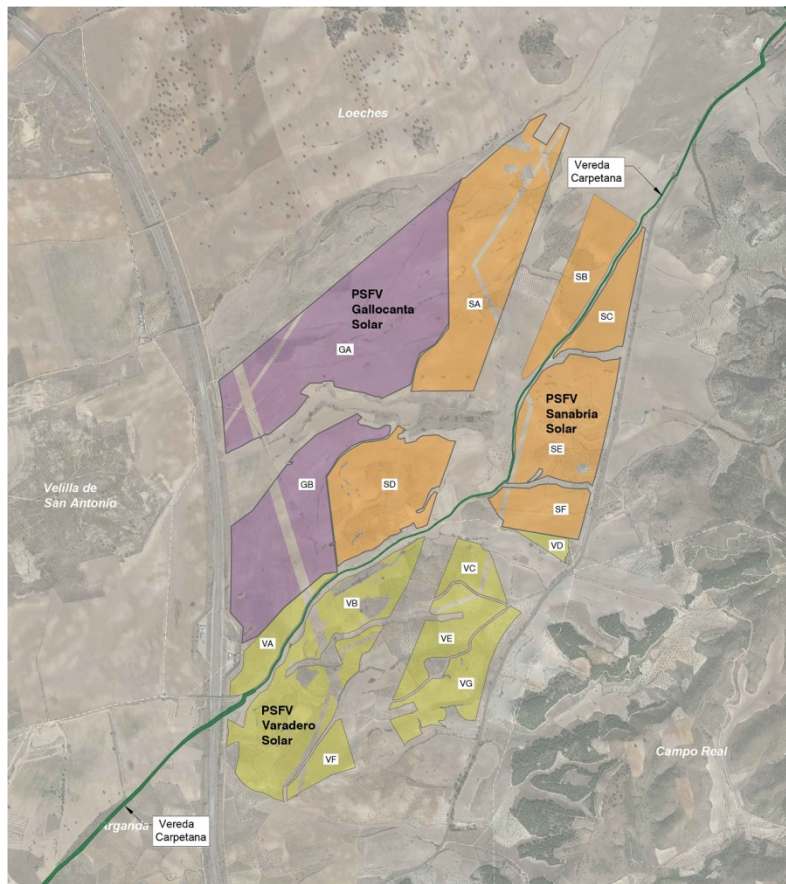 Loeches
Vereda
Carpetana
PSFV
Gallocanta
Solar
SA
SB
SC
GA
PSFV
Sanabria
Solar
SE
GB
SD
Velilla de
San Antonio
SF
VD
VC
VB
VA
VE
VG
PSFV
Varadero
Solar
VF
Campo Real
Arganda
Vereda
Carpetana